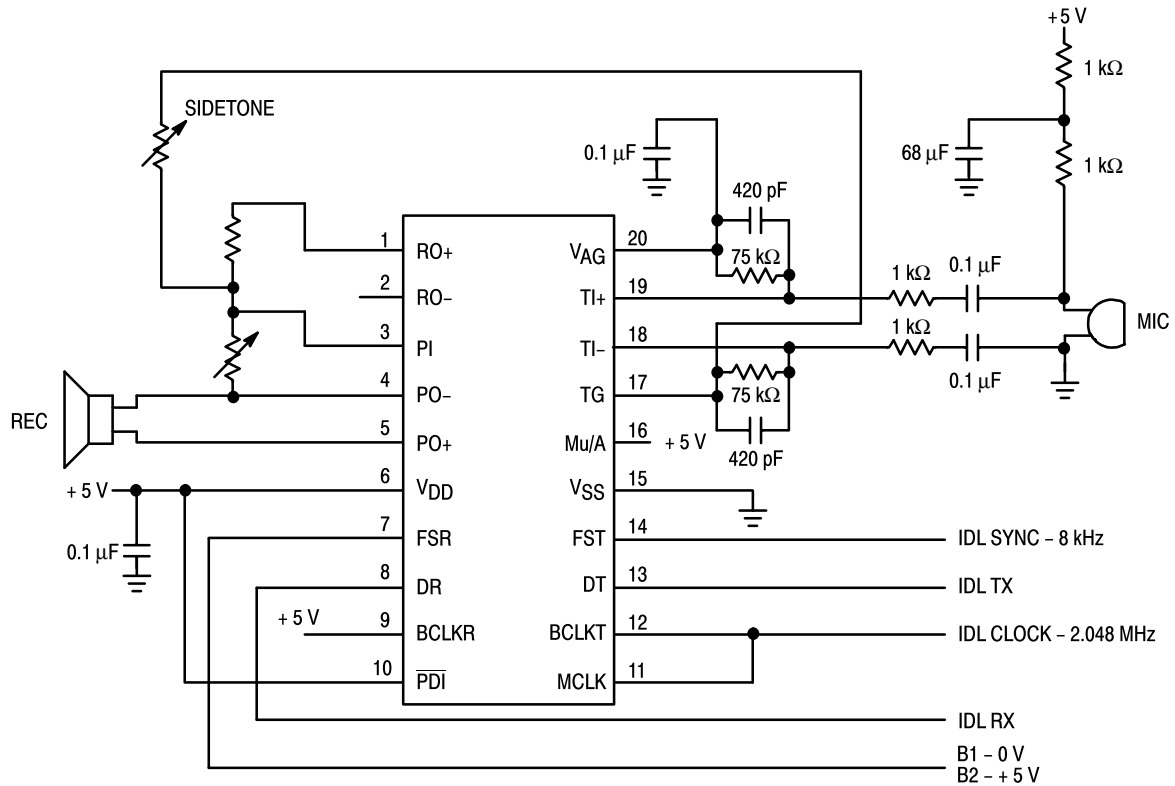 +5 V
1 kΩ
SIDETONE
0.1 µF
68 µF
1 kΩ
420 pF
1
RO+
VAG
20
75 kΩ
1 kΩ
0.1 µF
2
RO–
TI+
19
1 kΩ
MIC
3
PI
TI–
18
0.1 µF
4
PO–
TG
17
75 kΩ
REC
5
PO+
Mu/A
16
+ 5 V
420 pF
+ 5 V
6
VDD
VSS
15
0.1 µF
7
FSR
FST
14
IDL SYNC – 8 kHz
8
DR
DT
13
IDL TX
+ 5 V
9
BCLKR
BCLKT
12
IDL CLOCK – 2.048 MHz
10
PDI
MCLK
11
IDL RX
B1 – 0 V
B2 – + 5 V